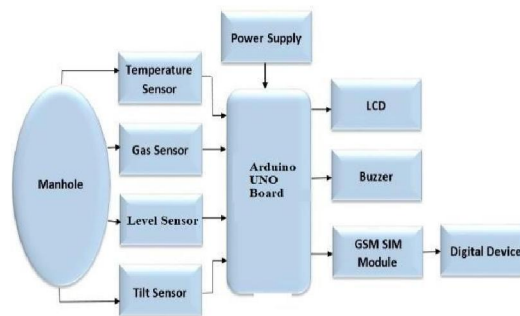 Power Supply
Temperature
Sensor
LCD
Gas Sensor
Arduino
UNO
Board
Manhole
Buzzer
Level Sensor
GSM SIM
Module
Digital Device
Tilt Sensor